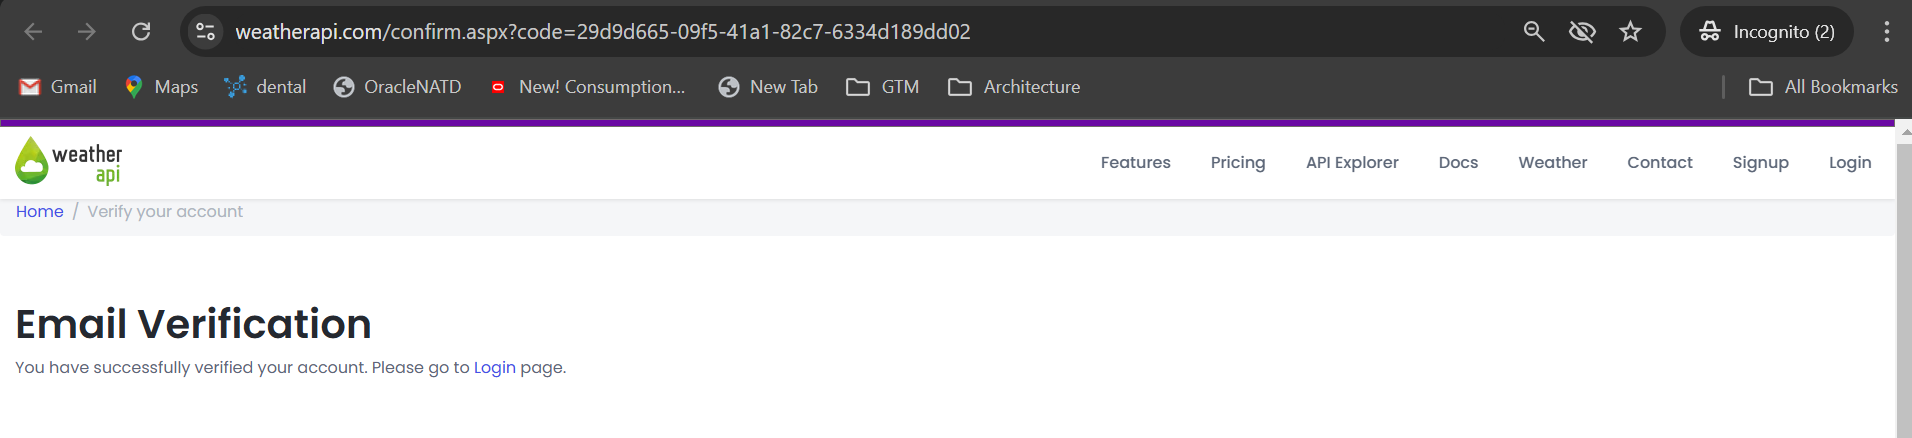 weatherapi.com/confirm.aspx?code=29d9d665-09f5-41a1-82c7-6334d189dd02 Incognito (2)
Gmail Maps dental OracleNATD New! Consumption... New Tab GTM Architecture All Bookmarks
weather
api
Features Pricing API Explorer Docs Weather Contact Signup Login
Home / Verify your account
Email Verification
You have successfully verified your account. Please go to Login page.